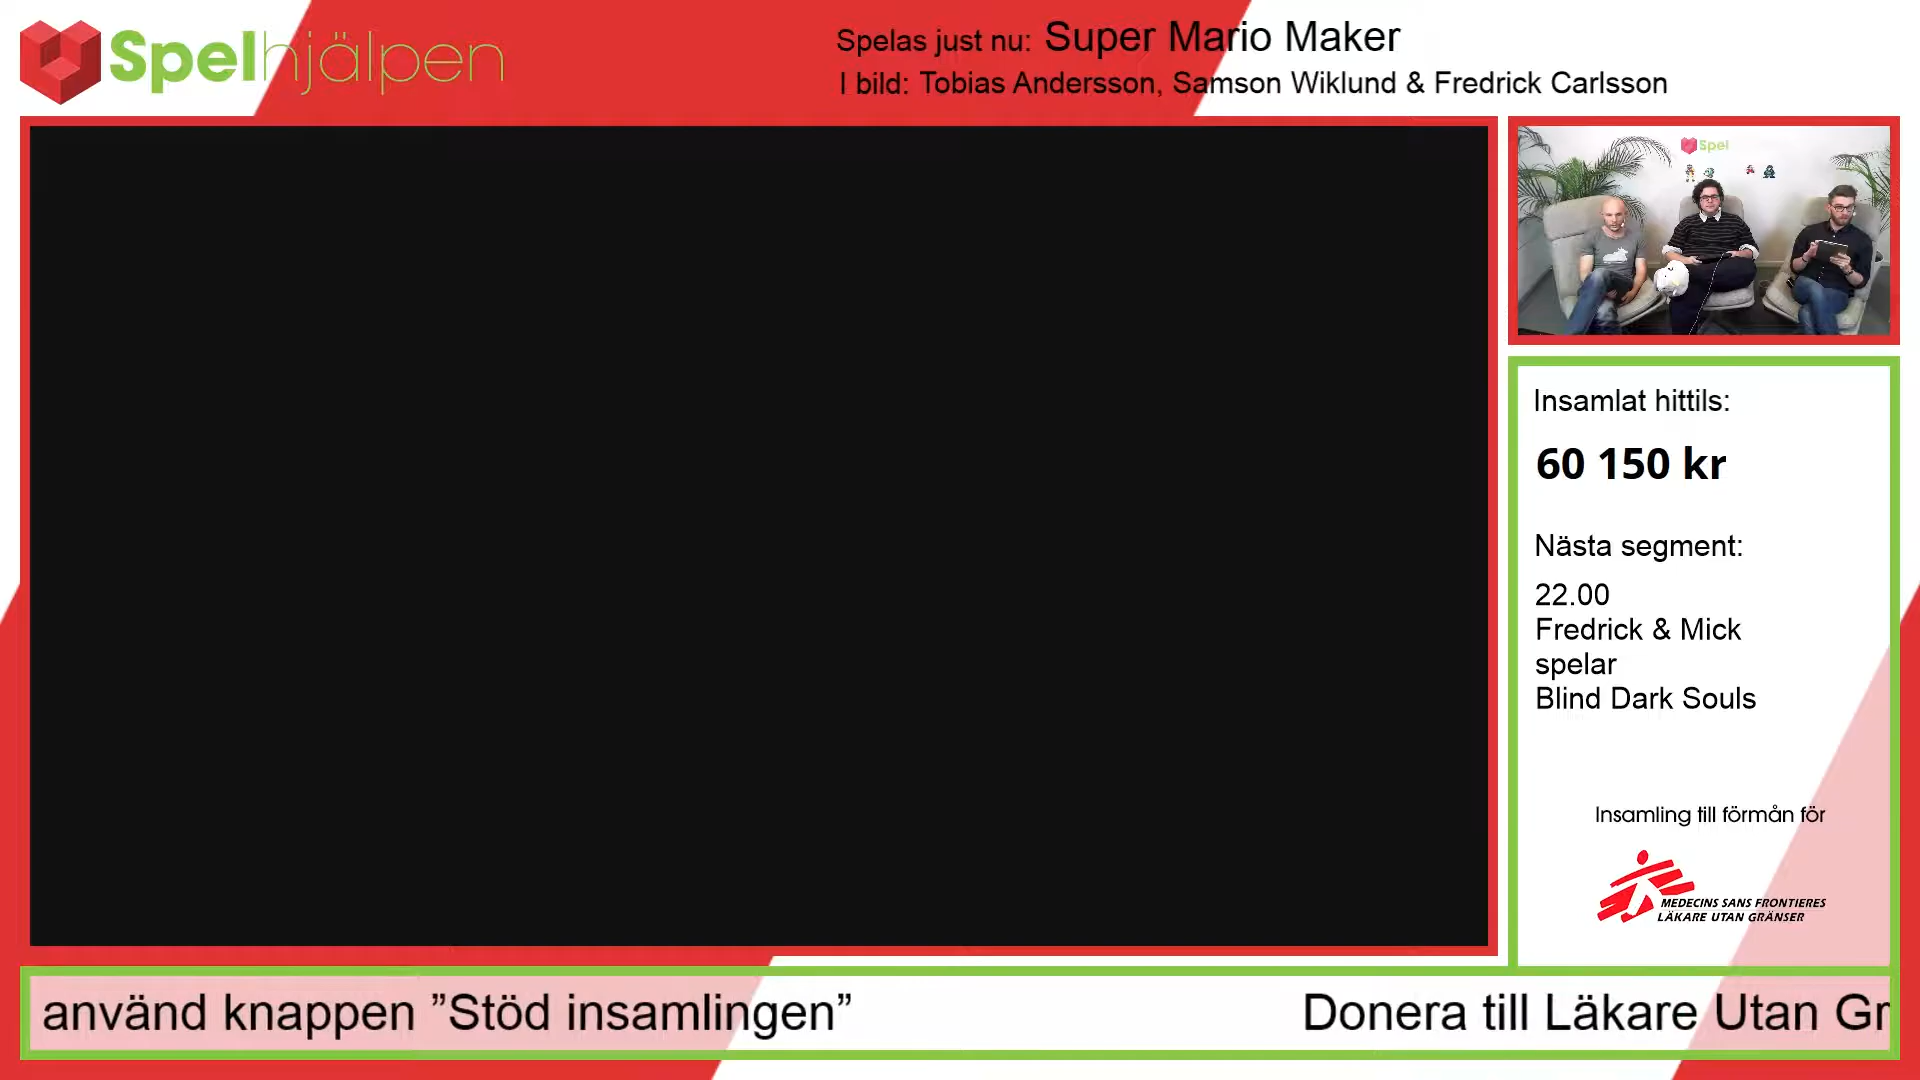 Spelhjälpen
Spelas just nu: Super Mario Maker
I bild: Tobias Andersson, Samson Wiklund & Fredrick Carlsson
Spel
Insamlat hittils:
60 150 kr
Nästa segment:
22.00
Fredrick & Mick
spelar
Blind Dark Souls
Insamling till förmån för
MEDECINS SANS FRONTIERES
LÄKARE UTAN GRÄNSER
använd knappen ”Stöd insamlingen”
Donera till Läkare Utan Gr